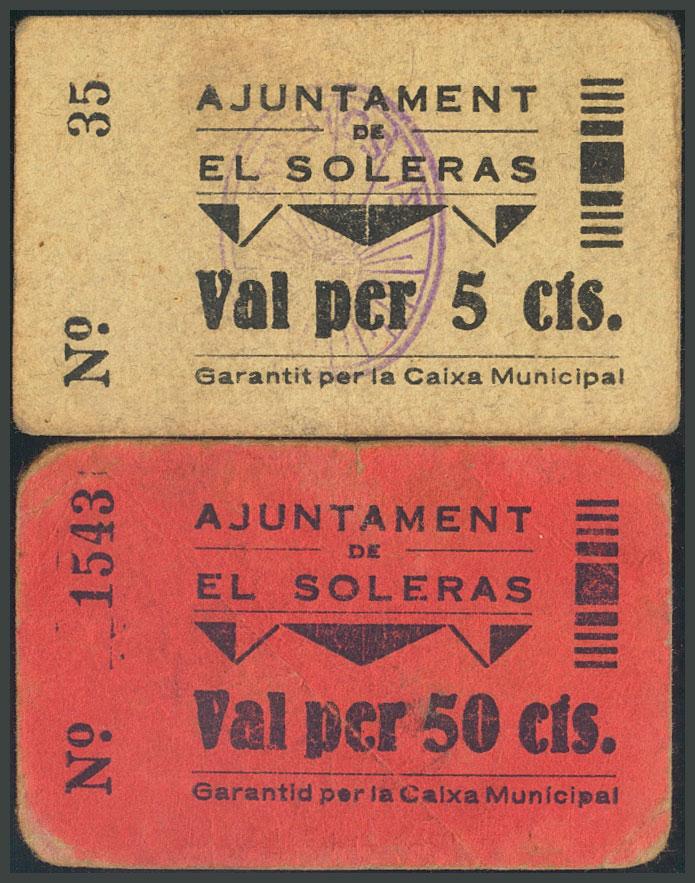 Nº. 35
AJUNTAMENT
DE
EL SOLERAS
Val per 5 cts.
Garantit per la Caixa Municipal
Nº. 1543
AJUNTAMENT
DE
EL SOLERAS
Val per 50 cts.
Garantid per la Caixa Municipal